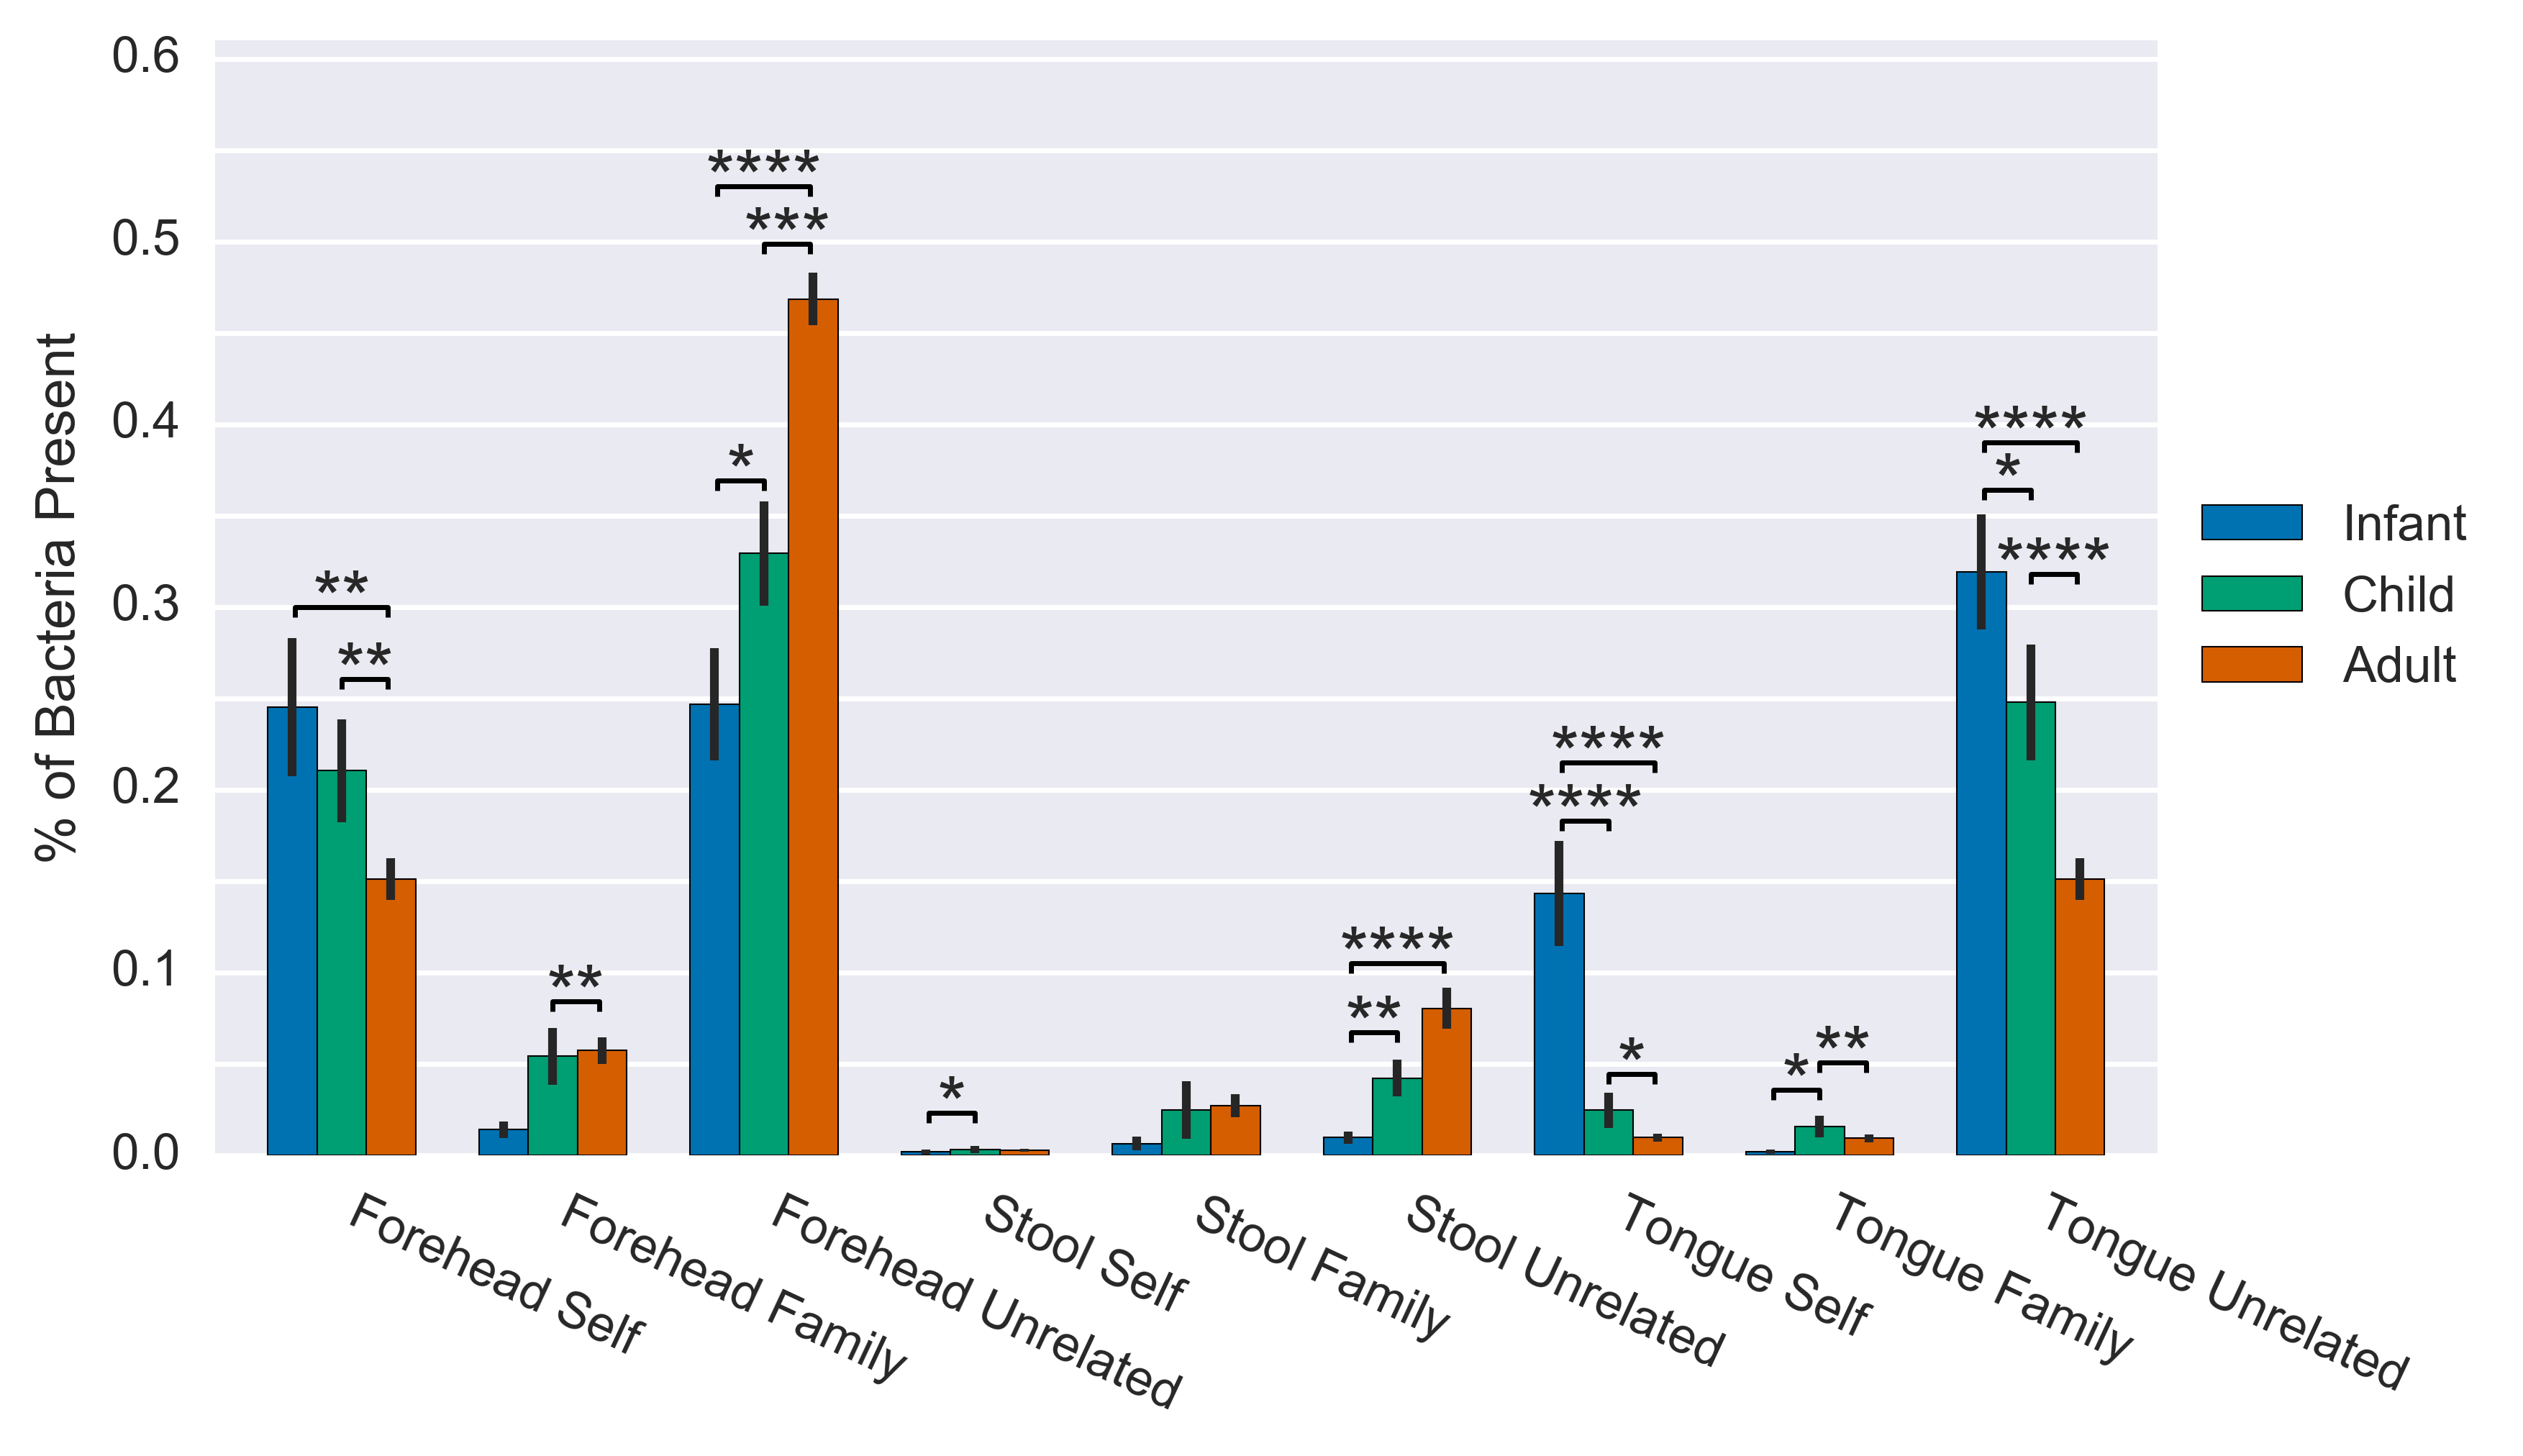 % of Bacteria Present
0.6
0.5
0.4
0.3
0.2
0.1
0.0
**
**
**
****
***
*
*
****
**
****
****
*
*
**
****
*
****
Forehead Self
Forehead Family
Forehead Unrelated
Stool Self
Stool Family
Stool Unrelated
Tongue Self
Tongue Family
Tongue Unrelated
Infant
Child
Adult